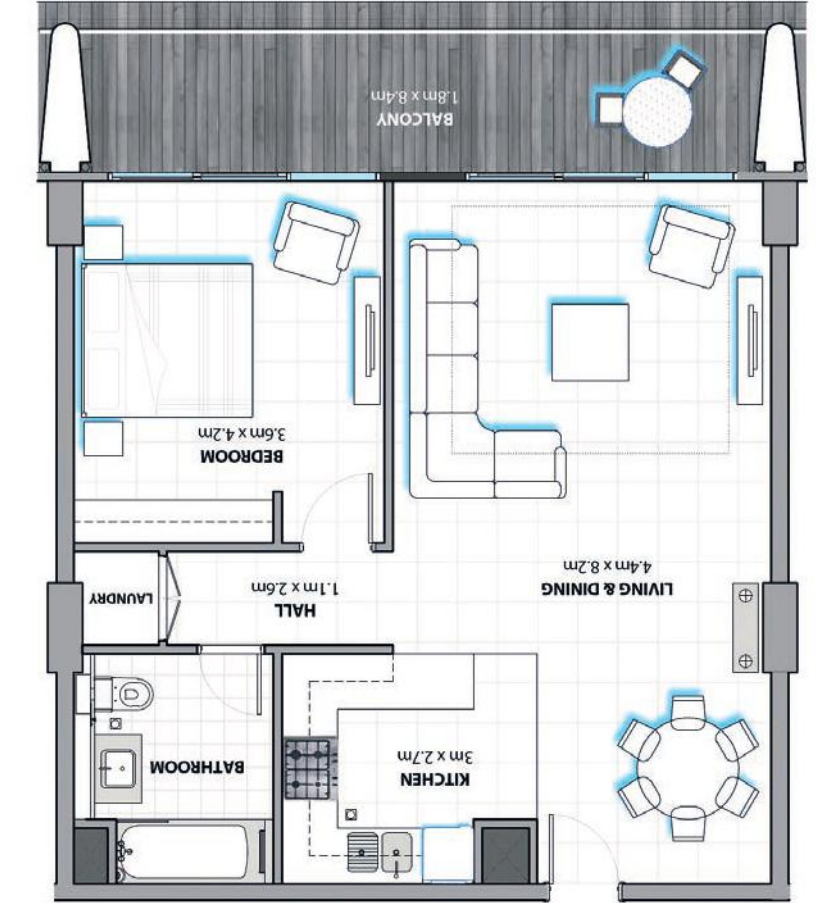 KITCHEN
3m x 2.7m
BATHROOM
LIVING & DINING
4.4m x 8.2m
HALL
1.1m x 2.6m
LAUNDRY
BEDROOM
3.6m x 4.2m
BALCONY
1.8m x 8.4m